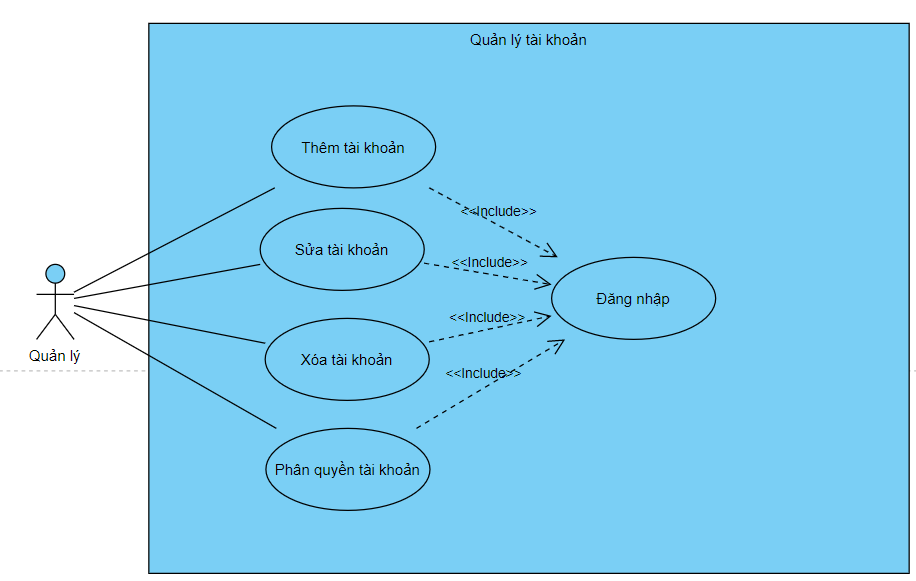 Quản lý tài khoản
Thêm tài khoản
<<Include>>
Sửa tài khoản
<<Include>>
Đăng nhập
<<Include>>
Quản lý
Xóa tài khoản
<<Include>>
Phân quyền tài khoản